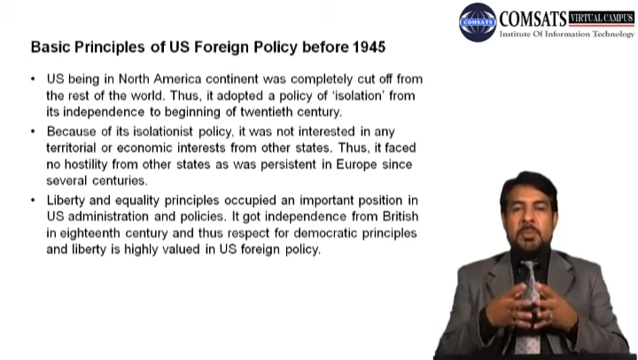 COMSATS VIRTUAL CAMPUS
Institute Of Information Technology
Basic Principles of US Foreign Policy before 1945
• US being in North America continent was completely cut off from
the rest of the world. Thus, it adopted a policy of ‘isolation’ from
its independence to beginning of twentieth century.
• Because of its isolationist policy, it was not interested in any
territorial or economic interests from other states. Thus, it faced
no hostility from other states as was persistent in Europe since
several centuries.
• Liberty and equality principles occupied an important position in
US administration and policies. It got independence from British
in eighteenth century and thus respect for democratic principles
and liberty is highly valued in US foreign policy.